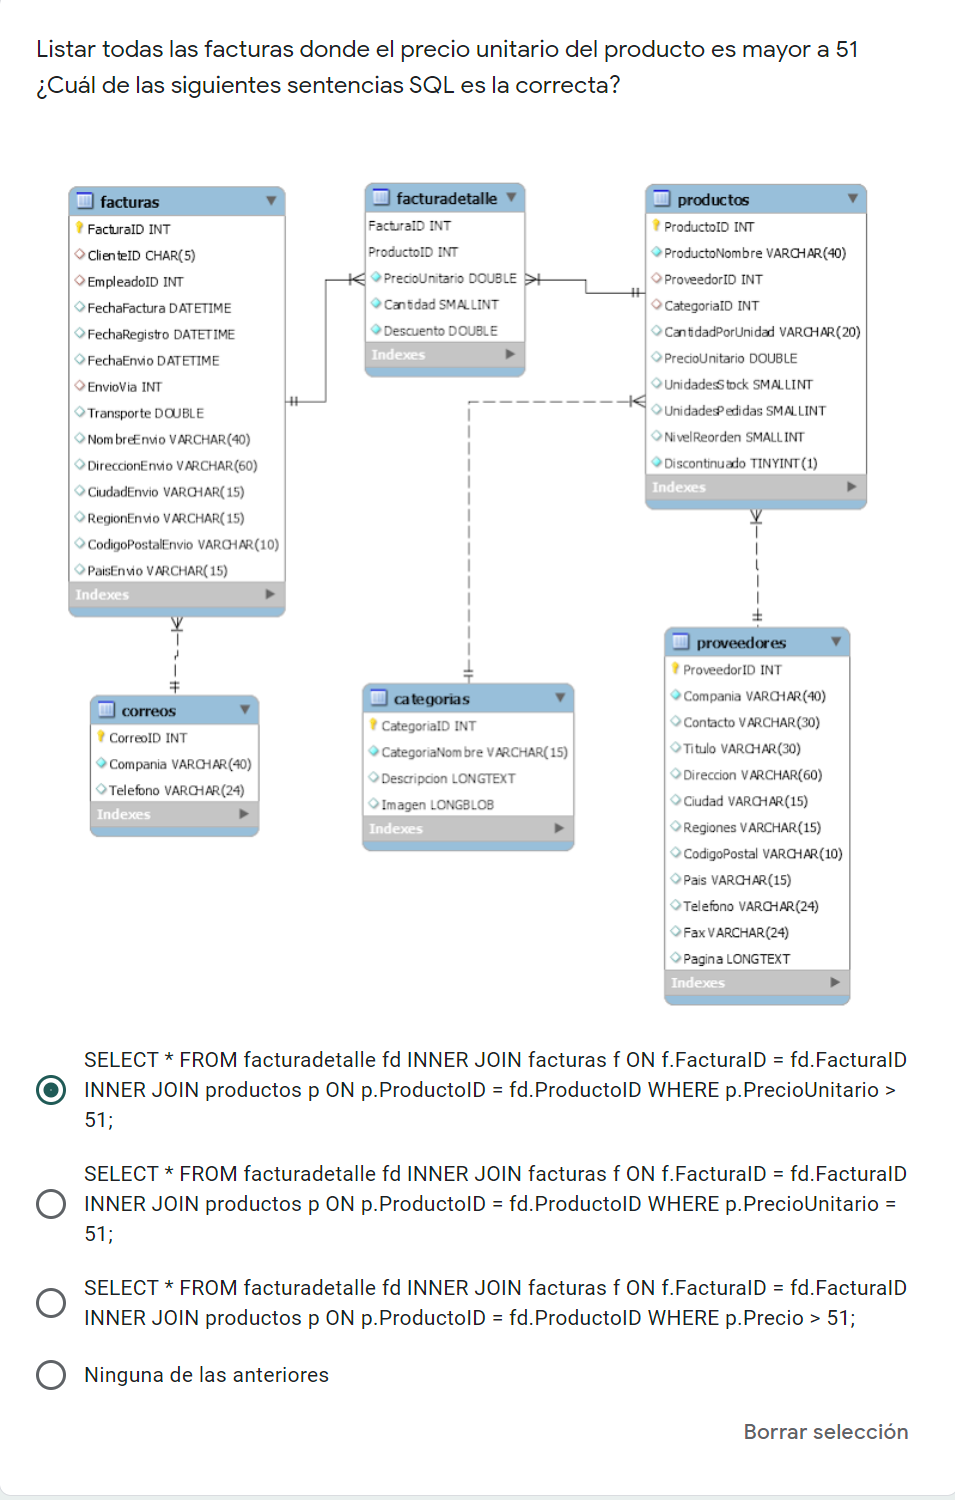 Listar todas las facturas donde el precio unitario del producto es mayor a 51
¿Cuál de las siguientes sentencias SQL es la correcta?
facturas
FacturaID INT
ClienteID CHAR(5)
EmpleadoID INT
FechaFactura DATETIME
FechaRegistro DATETIME
FechaEnvio DATETIME
EnvioVia INT
Transporte DOUBLE
NombreEnvio VARCHAR(40)
DireccionEnvio VARCHAR(60)
CiudadEnvio VARCHAR(15)
RegionEnvio VARCHAR(15)
CodigoPostalEnvio VARCHAR(10)
PaisEnvio VARCHAR(15)
Indexes
facturadetalle
FacturaID INT
ProductoID INT
PrecioUnitario DOUBLE
Cantidad SMALLINT
Descuento DOUBLE
Indexes
productos
ProductoID INT
ProductoNombre VARCHAR(40)
ProveedorID INT
CategoriaID INT
CantidadPorUnidad VARCHAR(20)
PrecioUnitario DOUBLE
UnidadesStock SMALLINT
UnidadesPedidas SMALLINT
NivelReorden SMALLINT
Discontinuado TINYINT(1)
Indexes
correos
CorreoID INT
Compania VARCHAR(40)
Telefono VARCHAR(24)
Indexes
categorias
CategoriaID INT
CategoriaNombre VARCHAR(15)
Descripcion LONGTEXT
Imagen LONGBLOB
Indexes
proveedores
ProveedorID INT
Compania VARCHAR(40)
Contacto VARCHAR(30)
Titulo VARCHAR(30)
Direccion VARCHAR(60)
Ciudad VARCHAR(15)
Regiones VARCHAR(15)
CodigoPostal VARCHAR(10)
Pais VARCHAR(15)
Telefono VARCHAR(24)
Fax VARCHAR(24)
Pagina LONGTEXT
Indexes
SELECT * FROM facturadetalle fd INNER JOIN facturas f ON f.FacturaID = fd.FacturaID
INNER JOIN productos p ON p.ProductoID = fd.ProductoID WHERE p.PrecioUnitario >
51;
SELECT * FROM facturadetalle fd INNER JOIN facturas f ON f.FacturaID = fd.FacturaID
INNER JOIN productos p ON p.ProductoID = fd.ProductoID WHERE p.PrecioUnitario =
51;
SELECT * FROM facturadetalle fd INNER JOIN facturas f ON f.FacturaID = fd.FacturaID
INNER JOIN productos p ON p.ProductoID = fd.ProductoID WHERE p.Precio > 51;
Ninguna de las anteriores
Borrar selección